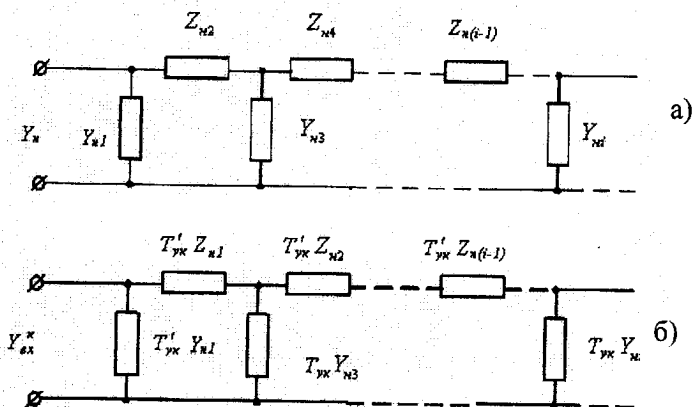 Z_н2 Z_н4 Z_н(i-1)
Y_н Y_н1 Y_н3 Y_нi а)
T'_ук Z_н1 T'_ук Z_н2 T'_ук Z_н(i-1)
Y_вх^к T'_ук Y_н1 T_ук Y_н3 T_ук Y_н б)